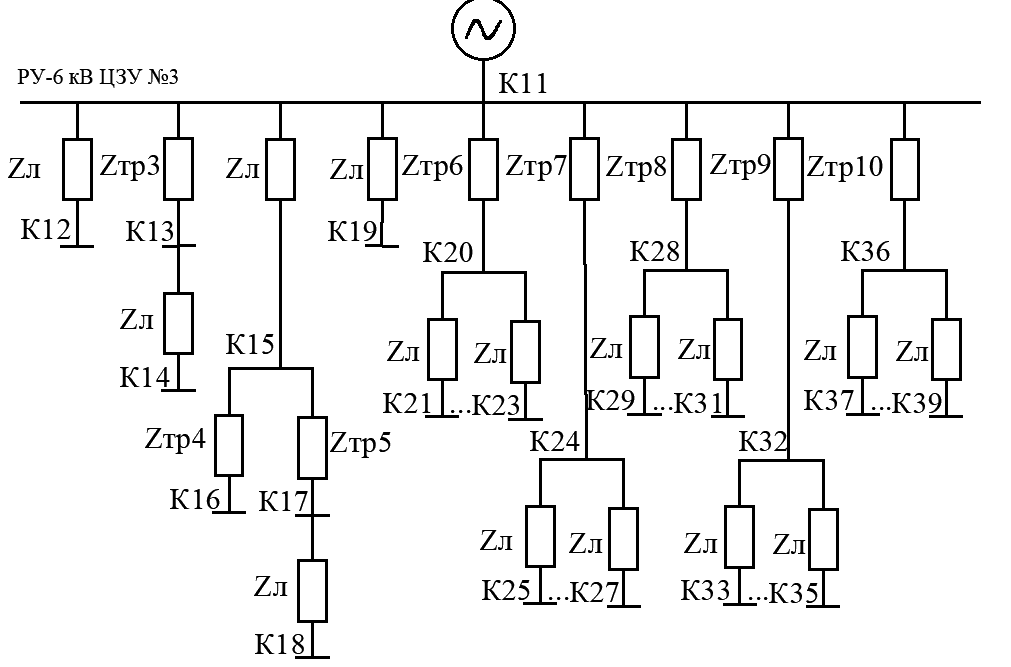 РУ-6 кВ ЦЗУ №3
К11
Zл
Zтр3
Zл
Zл
Zтр6
Zтр7
Zтр8
Zтр9
Zтр10
К12
К13
К19
К20
К28
К36
Zл
К14
К15
Zл
Zл
Zл
Zл
Zл
Zл
К21
...К23
К29
...К31
К37
...К39
Zтр4
Zтр5
К24
К32
К16
К17
Zл
Zл
Zл
Zл
Zл
К25
...К27
К33
...К35
К18